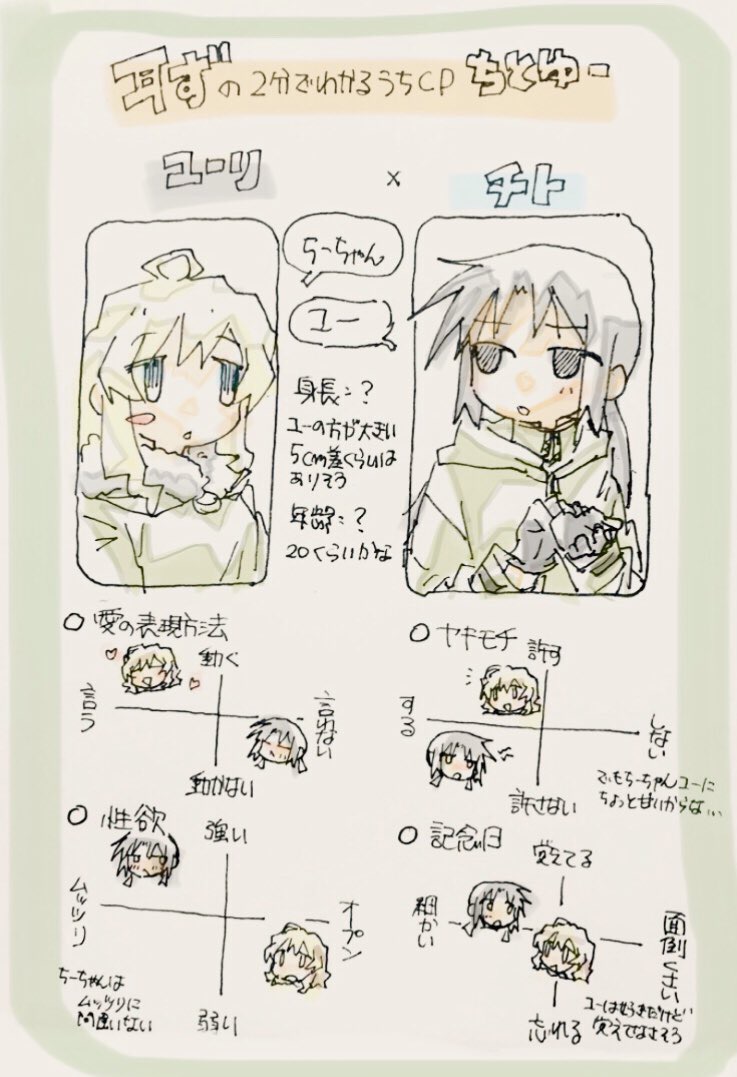 耳ずの2分でわかるうちCP ちとゆー
ユーリ × チト
ちーちゃん
ユー
身長:?
ユーの方が大きい
5cm差くらいは
ありそう
年齢:?
20くらいかな
○ 愛の表現方法
動く
言う
言わない
動かない
○ ヤキモチ
許す
する
しない
許さない
でもちーちゃんユーに
ちょっと甘いからな…
○ 性欲
強い
ムッツリ
オープン
弱い
ちーちゃんは
ムッツリに
間違いない
○ 記念日
覚えてる
細かい
面倒くさい
忘れる
ユーは好きだけど
覚えてなさそう